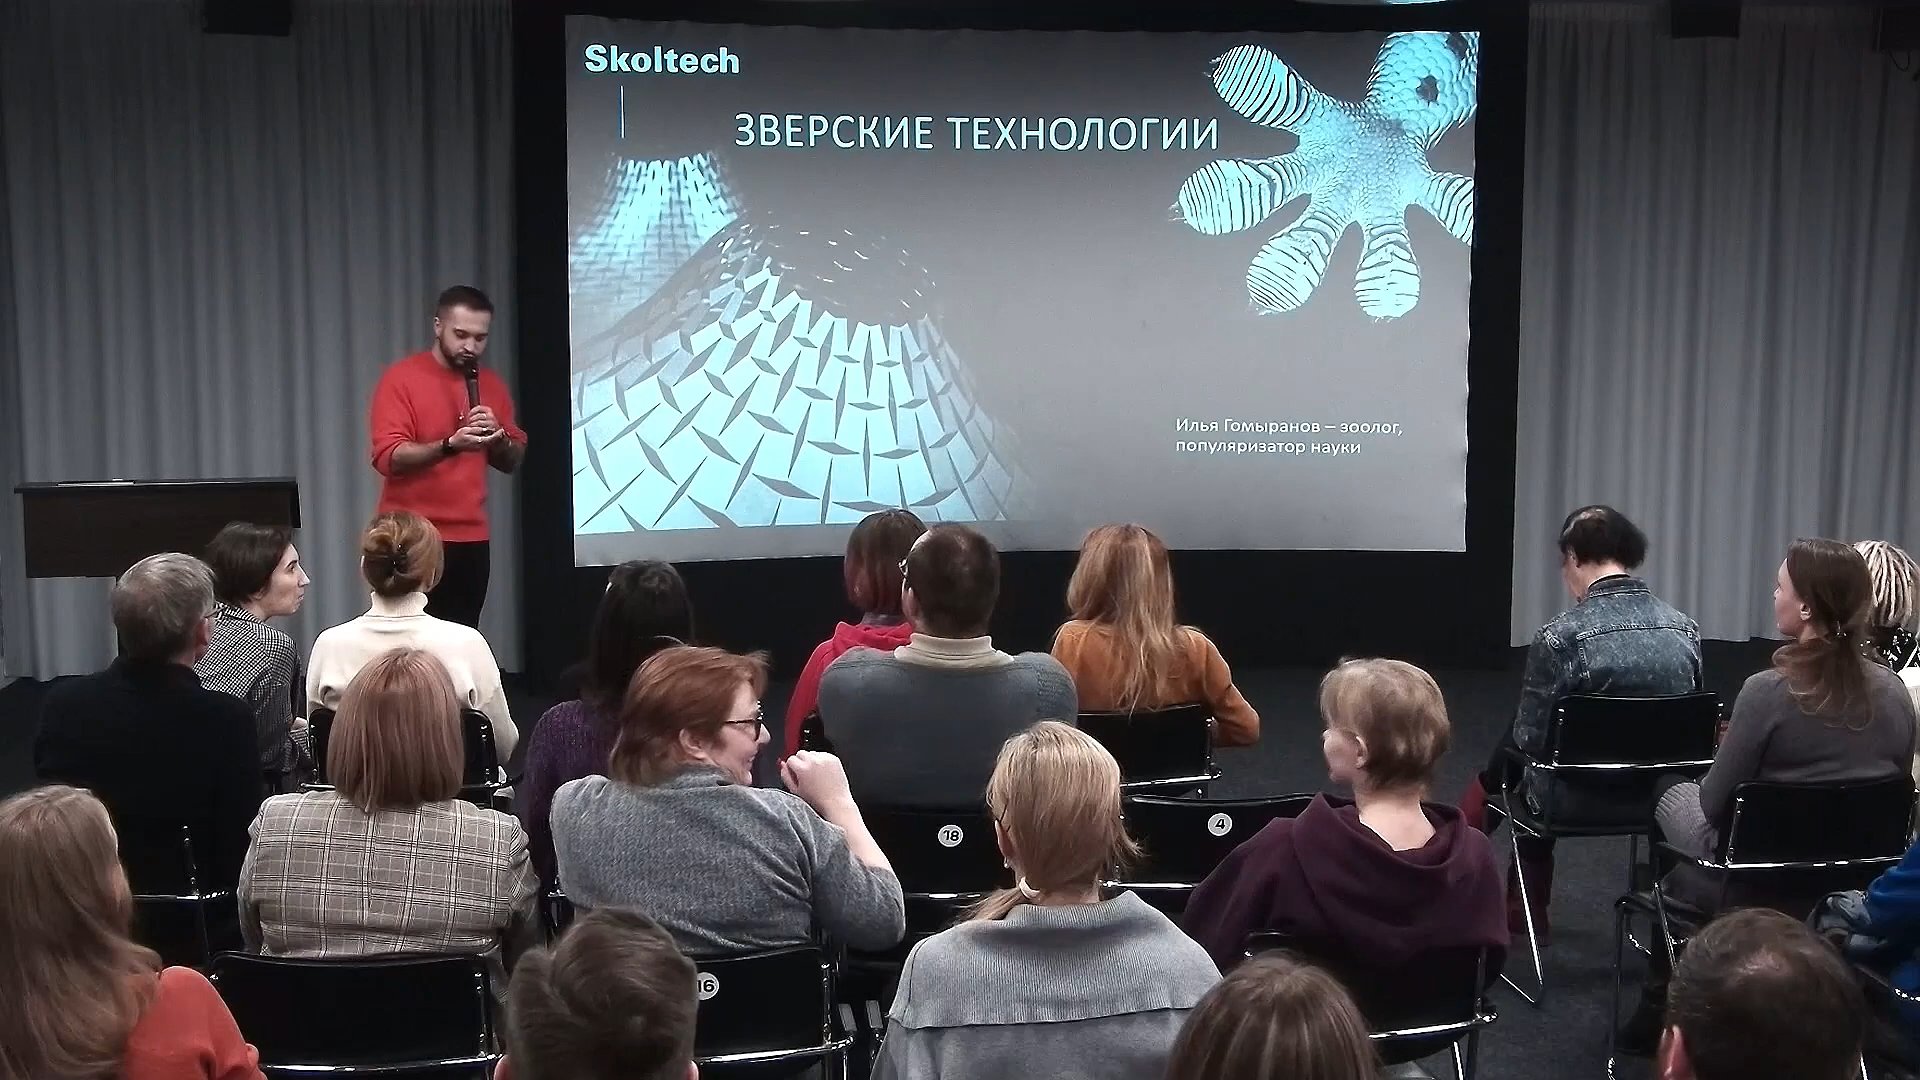 Skoltech
ЗВЕРСКИЕ ТЕХНОЛОГИИ
Илья Гомыранов – зоолог,
популяризатор науки
18
4
16